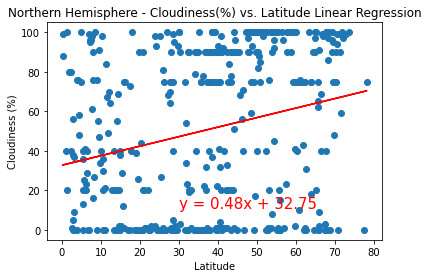 Northern Hemisphere - Cloudiness(%) vs. Latitude Linear Regression
100
80
60
40
20
0
Cloudiness (%)
y = 0.48x + 32.75
0 10 20 30 40 50 60 70 80
Latitude